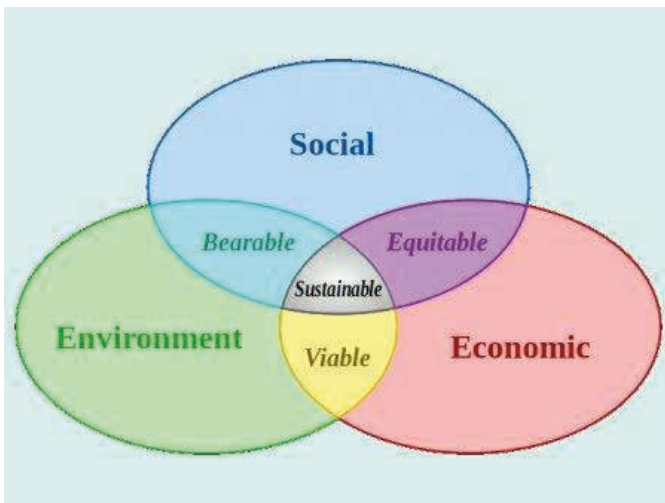 Social
Bearable
Equitable
Sustainable
Environment
Viable
Economic